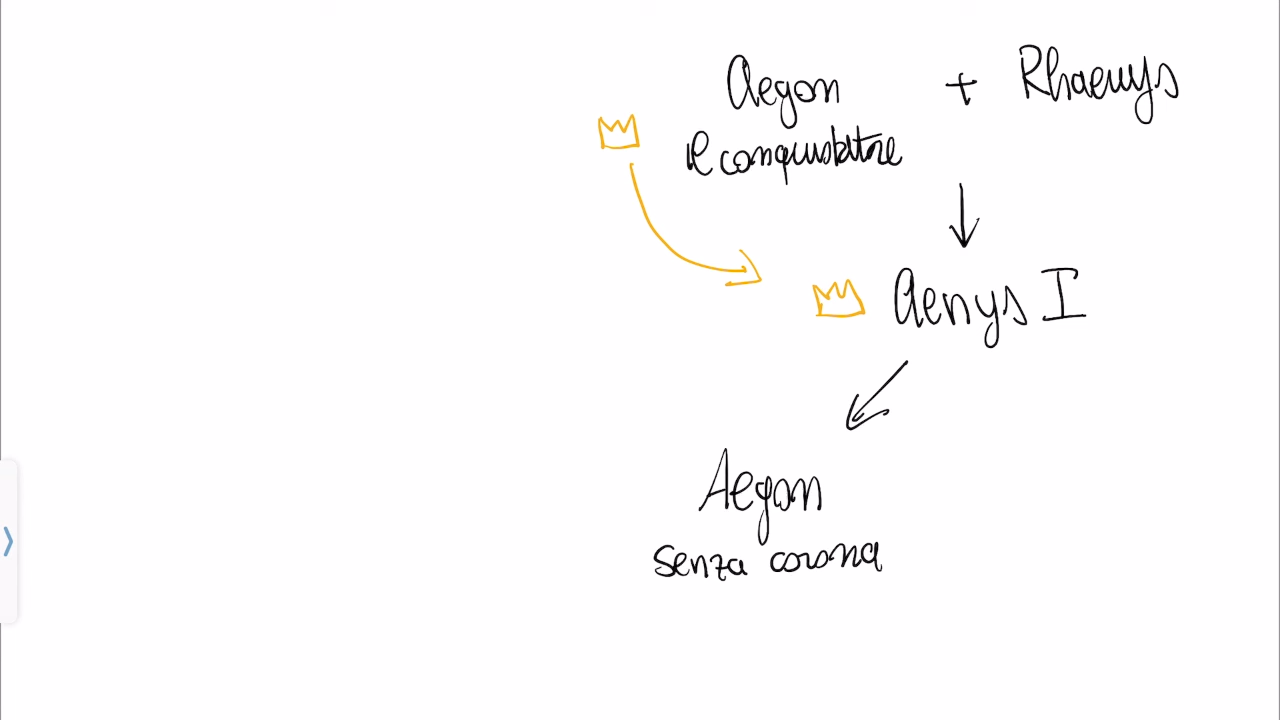 Aegon + Rhaenys
il conquistatore
Aenys I
Aegon
senza corona